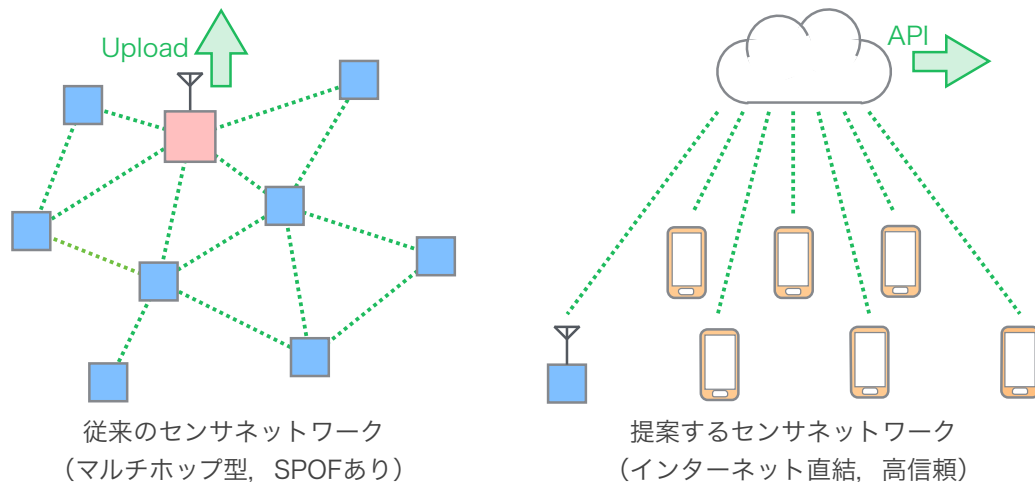 Upload
API
従来のセンサネットワーク
（マルチホップ型，SPOFあり）
提案するセンサネットワーク
（インターネット直結，高信頼）